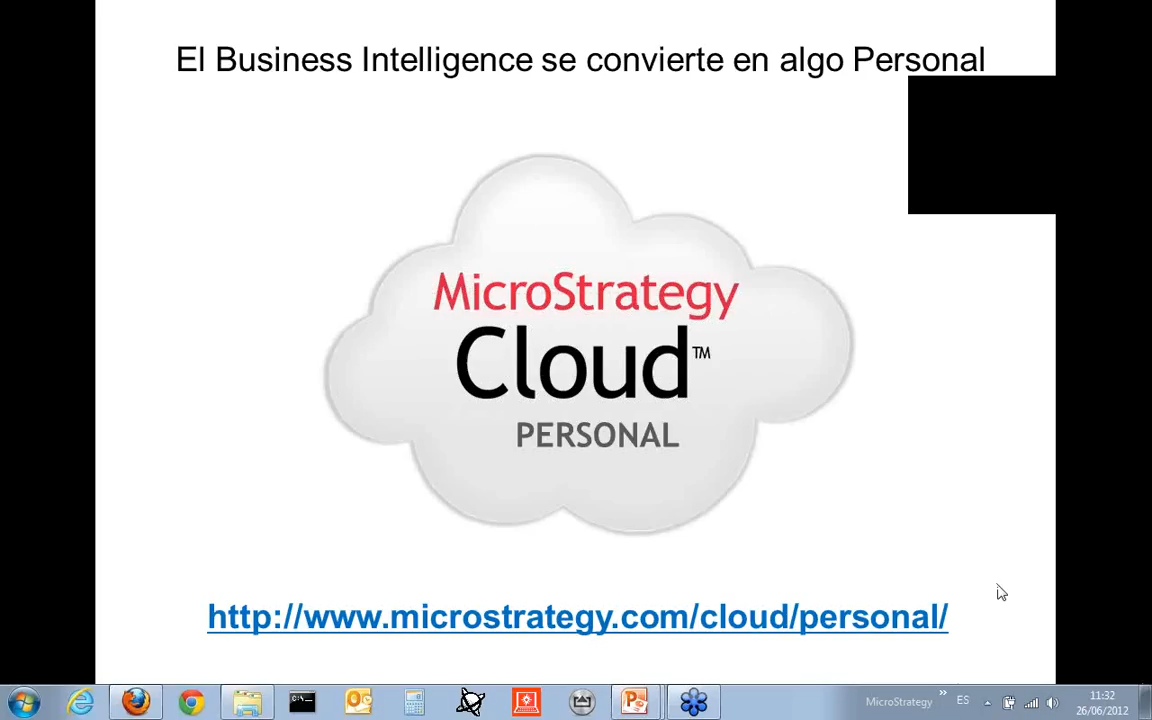 El Business Intelligence se convierte en algo Personal
MicroStrategy
Cloud™
PERSONAL
http://www.microstrategy.com/cloud/personal/
MicroStrategy » ES 11:32
26/06/2012